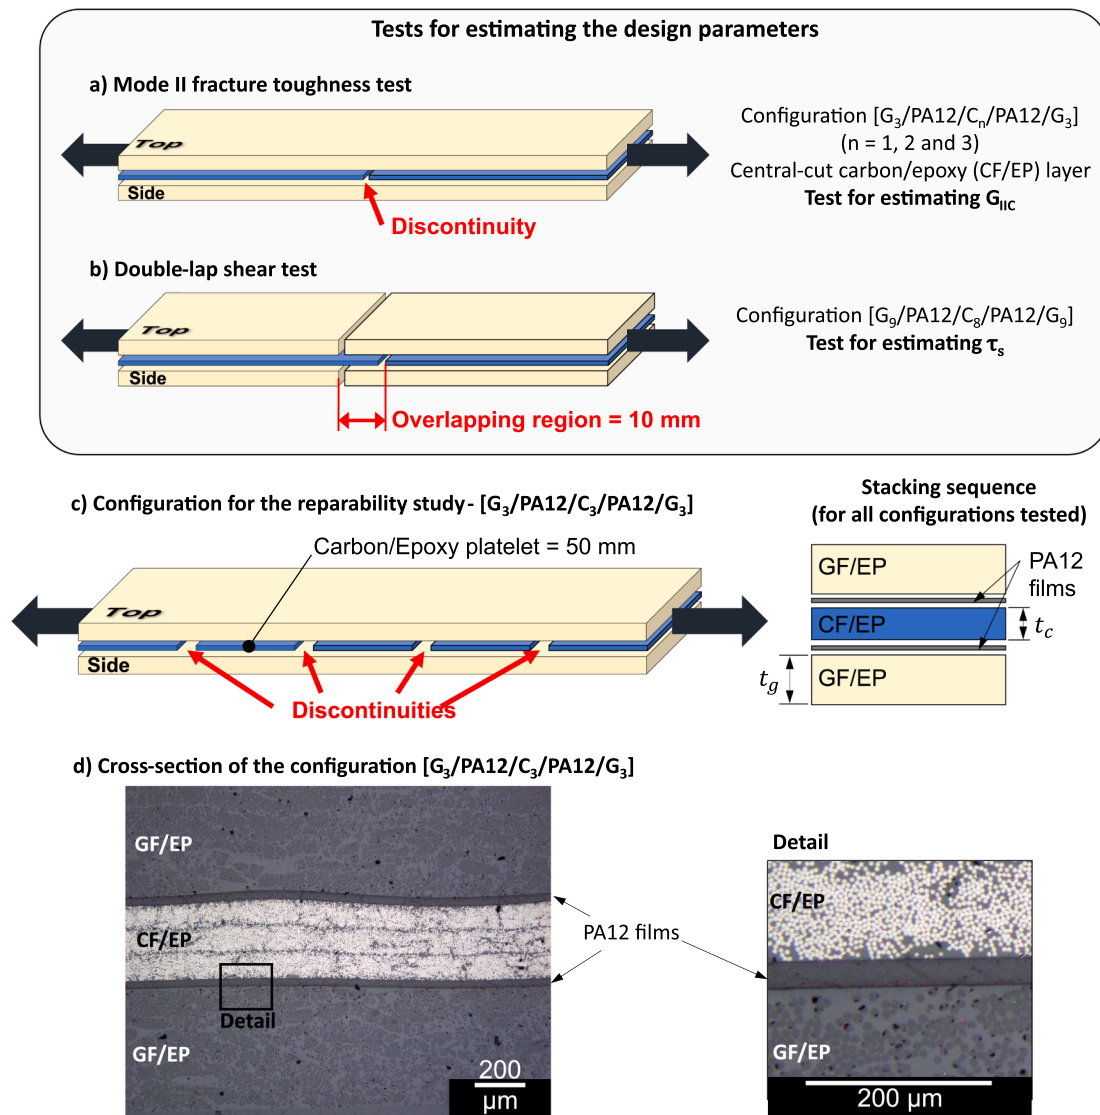 Tests for estimating the design parameters
a) Mode II fracture toughness test
Top
Side
Discontinuity
Configuration [G₃/PA12/Cₙ/PA12/G₃]
(n = 1, 2 and 3)
Central-cut carbon/epoxy (CF/EP) layer
Test for estimating G_IIC
b) Double-lap shear test
Top
Side
Overlapping region = 10 mm
Configuration [G₉/PA12/C₈/PA12/G₉]
Test for estimating τₛ
c) Configuration for the reparability study - [G₃/PA12/C₃/PA12/G₃]
Carbon/Epoxy platelet = 50 mm
Top
Side
Discontinuities
Stacking sequence
(for all configurations tested)
GF/EP
PA12
films
CF/EP
t_c
t_g
GF/EP
d) Cross-section of the configuration [G₃/PA12/C₃/PA12/G₃]
GF/EP
CF/EP
Detail
GF/EP
200
µm
PA12 films
Detail
CF/EP
GF/EP
200 µm